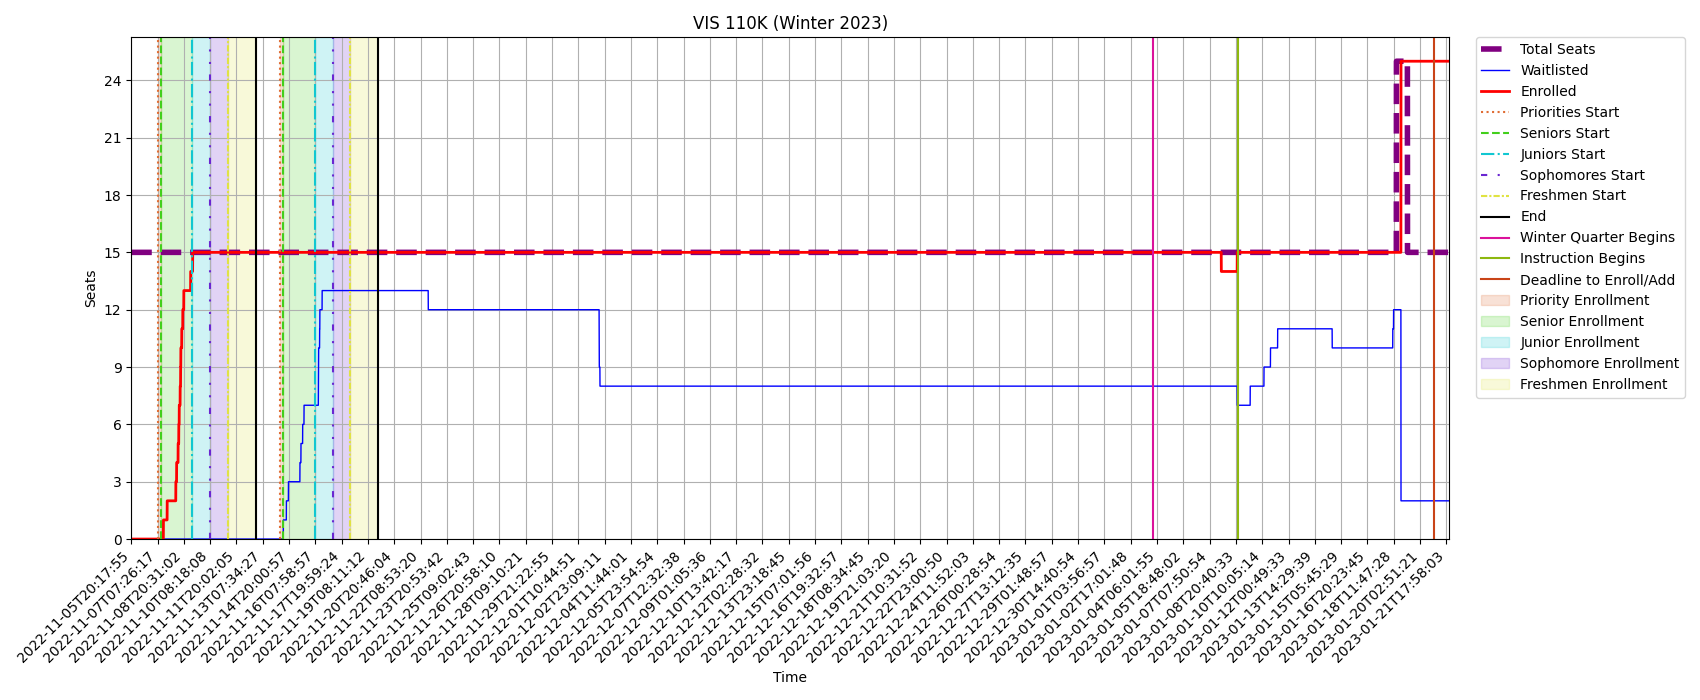 VIS 110K (Winter 2023)
Seats
24
21
18
15
12
9
6
3
0
2022-11-05T20:17:55
2022-11-07T07:26:17
2022-11-08T20:31:02
2022-11-10T08:18:08
2022-11-11T20:02:05
2022-11-13T07:34:27
2022-11-14T20:00:57
2022-11-16T07:58:57
2022-11-17T19:59:24
2022-11-19T08:11:12
2022-11-20T20:46:04
2022-11-22T08:53:20
2022-11-23T20:53:42
2022-11-25T09:02:43
2022-11-26T20:58:10
2022-11-28T09:10:21
2022-11-29T21:22:55
2022-12-01T10:44:51
2022-12-02T23:09:11
2022-12-04T11:44:01
2022-12-05T23:54:54
2022-12-07T12:32:38
2022-12-09T01:05:36
2022-12-10T13:42:17
2022-12-12T02:28:32
2022-12-13T23:18:45
2022-12-15T07:01:56
2022-12-16T19:32:57
2022-12-18T08:34:45
2022-12-19T21:03:20
2022-12-21T10:31:52
2022-12-22T23:00:50
2022-12-24T11:52:03
2022-12-26T00:28:54
2022-12-27T13:12:35
2022-12-29T01:48:57
2022-12-30T14:40:54
2023-01-01T03:56:57
2023-01-02T17:01:48
2023-01-04T06:01:55
2023-01-05T18:48:02
2023-01-07T07:50:54
2023-01-08T20:40:33
2023-01-10T10:05:14
2023-01-12T00:49:33
2023-01-13T14:29:39
2023-01-15T05:45:29
2023-01-16T20:23:45
2023-01-18T11:47:28
2023-01-20T02:51:21
2023-01-21T17:58:03
Time
Total Seats
Waitlisted
Enrolled
Priorities Start
Seniors Start
Juniors Start
Sophomores Start
Freshmen Start
End
Winter Quarter Begins
Instruction Begins
Deadline to Enroll/Add
Priority Enrollment
Senior Enrollment
Junior Enrollment
Sophomore Enrollment
Freshmen Enrollment